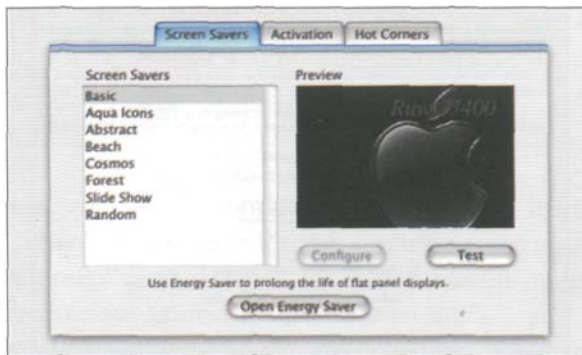 Screen Savers Activation Hot Corners
Screen Savers Preview
Basic
Aqua Icons
Abstract
Beach
Cosmos
Forest
Slide Show
Random
Configure Test
Use Energy Saver to prolong the life of flat panel displays.
Open Energy Saver